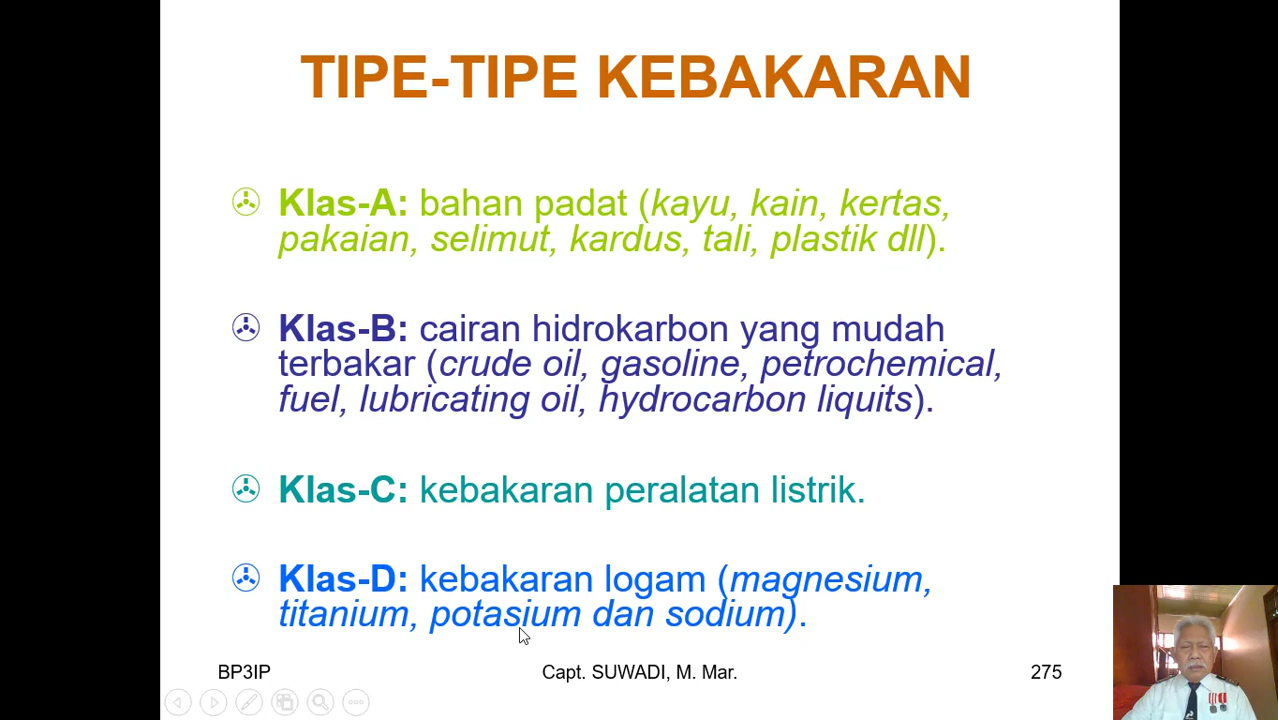 TIPE-TIPE KEBAKARAN
Klas-A: bahan padat (kayu, kain, kertas,
pakaian, selimut, kardus, tali, plastik dll).
Klas-B: cairan hidrokarbon yang mudah
terbakar (crude oil, gasoline, petrochemical,
fuel, lubricating oil, hydrocarbon liquits).
Klas-C: kebakaran peralatan listrik.
Klas-D: kebakaran logam (magnesium,
titanium, potasium dan sodium).
BP3IP
Capt. SUWADI, M. Mar.
275